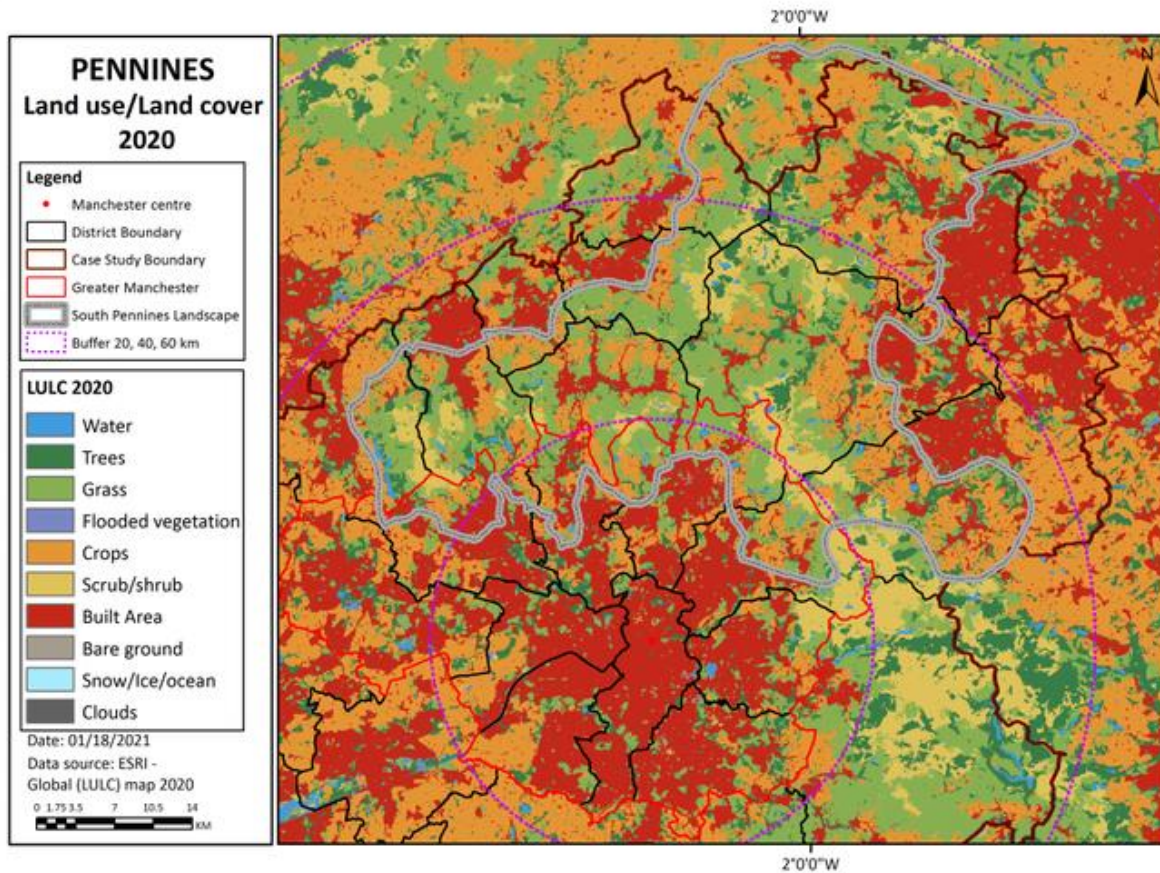 PENNINES
Land use/Land cover
2020
Legend
Manchester centre
District Boundary
Case Study Boundary
Greater Manchester
South Pennines Landscape
Buffer 20, 40, 60 km
LULC 2020
Water
Trees
Grass
Flooded vegetation
Crops
Scrub/shrub
Built Area
Bare ground
Snow/Ice/ocean
Clouds
Date: 01/18/2021
Data source: ESRI -
Global (LULC) map 2020
0 1.75 3.5 7 10.5 14
KM
2°0'0"W
N
2°0'0"W